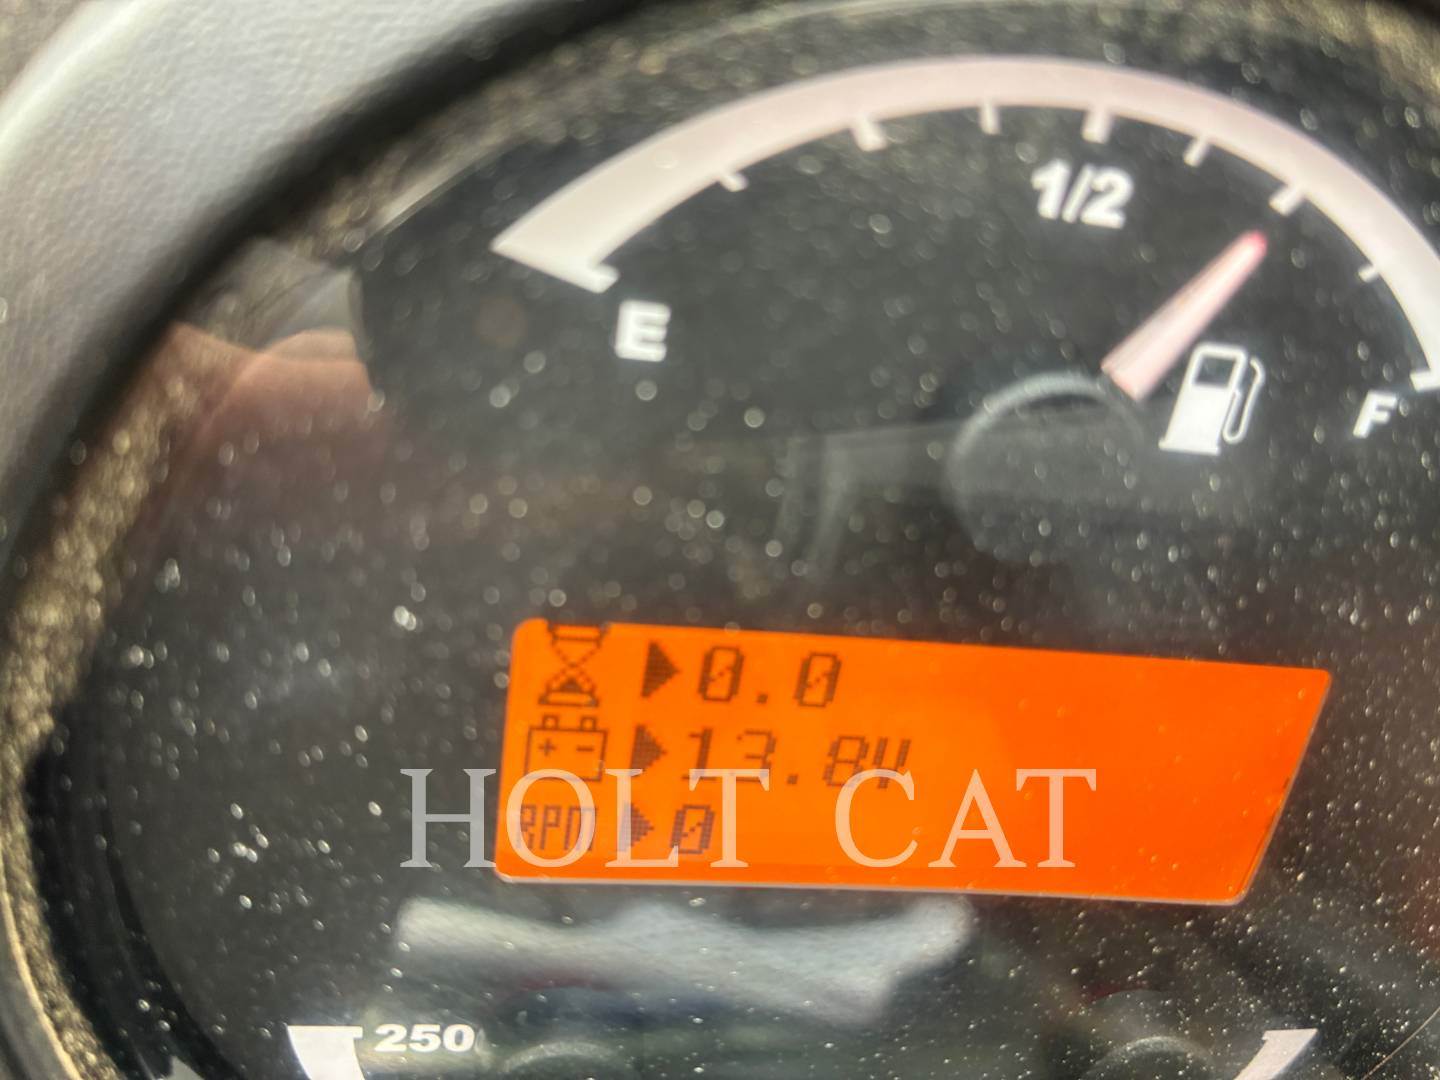 1/2
E
F
0.0
13.8V
RPM 0
HOLT CAT
250